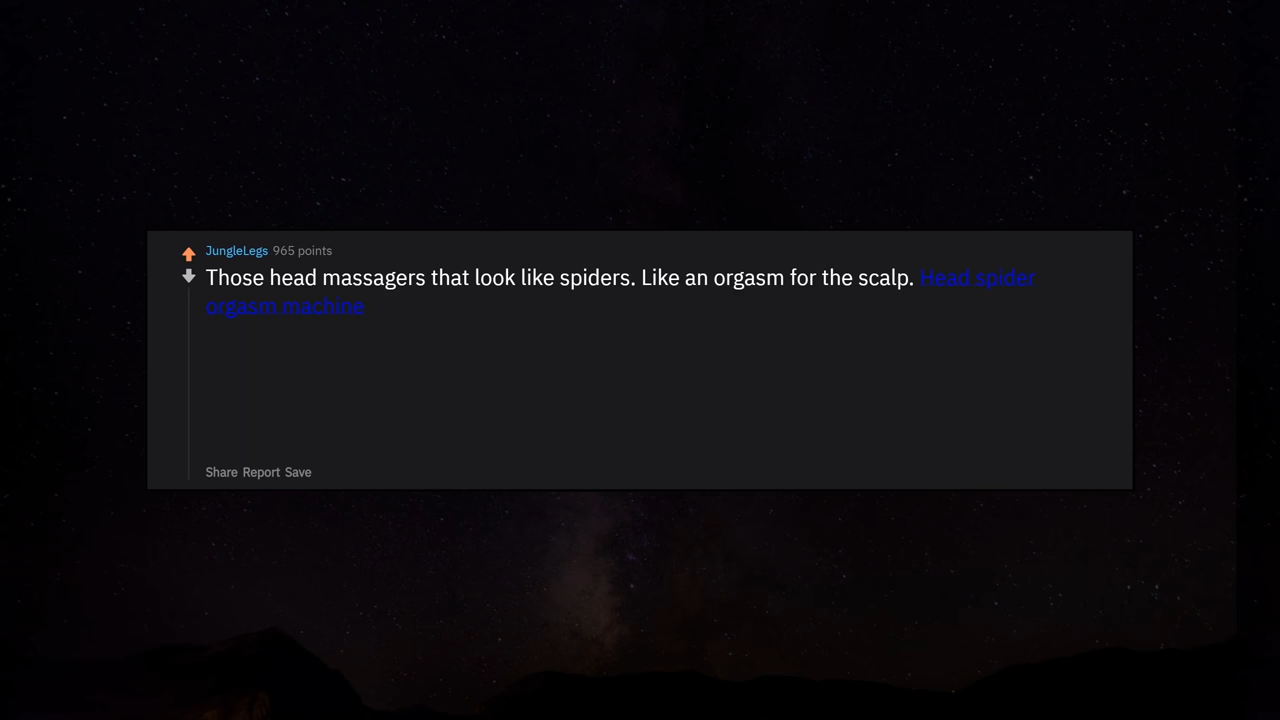 JungleLegs 965 points
Those head massagers that look like spiders. Like an orgasm for the scalp. Head spider
orgasm machine
Share Report Save